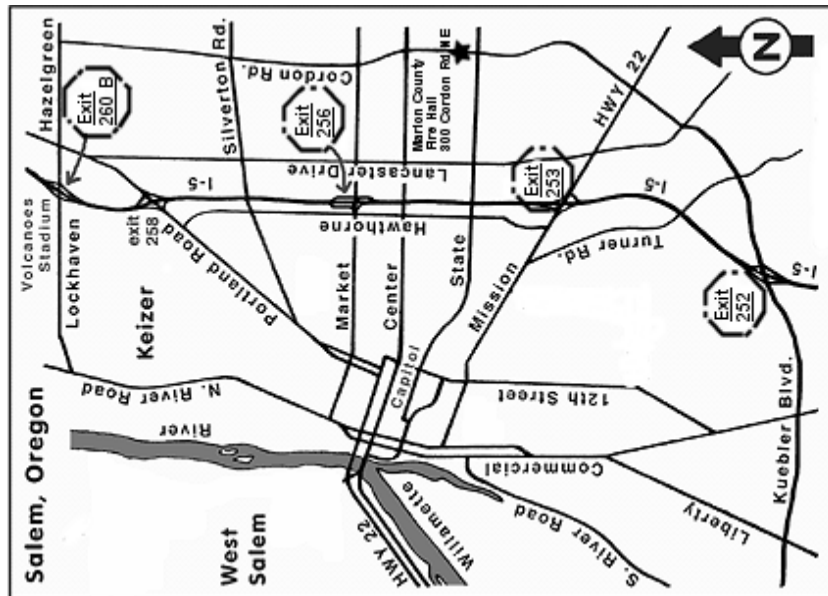 Salem, Oregon
Hazelgreen
Exit
260 B
Volcanoes
Stadium
Lockhaven
exit
258
I-5
Portland Road
Keizer
N. River Road
River
West
Salem
HWY 22
Willamette
Silverton Rd.
Cordon Rd.
Exit
256
Lancaster Drive
Hawthorne
Market
Center
Capitol
Marion County
Fire Hall
300 Cordon Rd NE
State
Mission
HWY 22
Exit
253
I-5
Turner Rd.
12th Street
Commercial
S. River Road
Liberty
Kuebler Blvd.
Exit
252
I-5
N